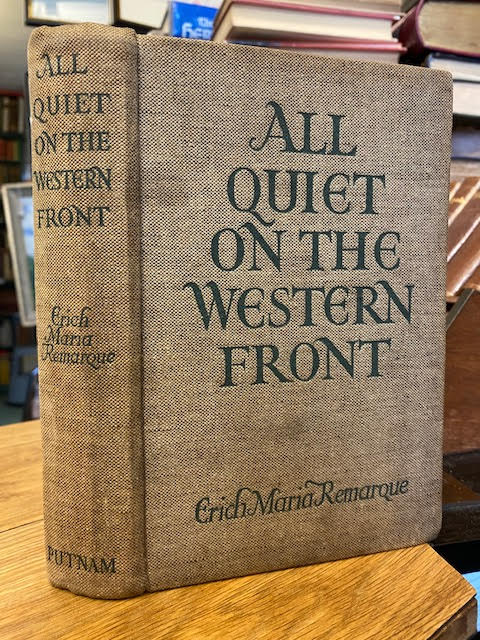 ALL
QUIET
ON THE
WESTERN
FRONT
Erich
Maria
Remarque
PUTNAM
ALL
QUIET
ON THE
WESTERN
FRONT
Erich Maria Remarque